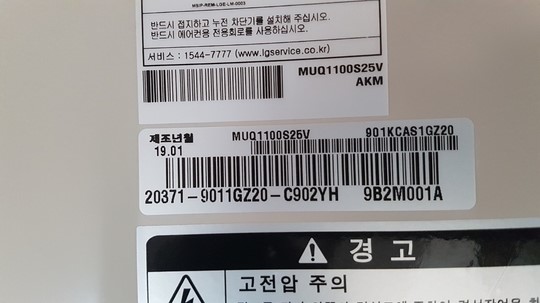 MSIP-REM-LGE-LM-0003
반드시 접지하고 누전 차단기를 설치해 주십시오.
반드시 에어컨용 전용회로를 사용하십시오.
서비스 : 1544-7777 (www.lgservice.co.kr)
MUQ1100S25V
AKM
제조년월
19.01
MUQ1100S25V
901KCAS1GZ20
20371-9011GZ20-C902YH
9B2M001A
경 고
고전압 주의